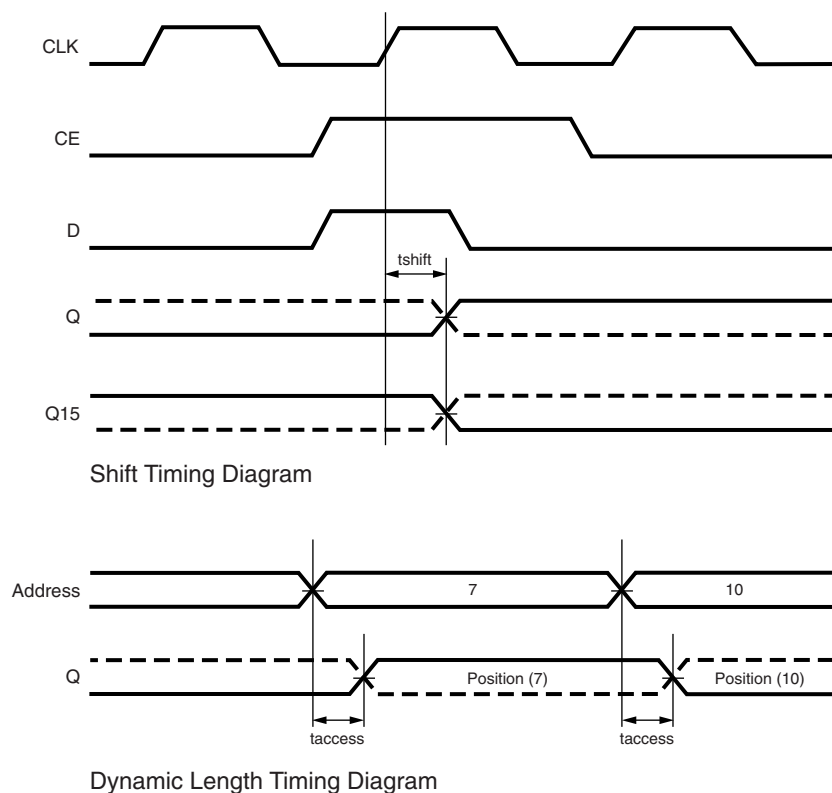 CLK
CE
D
tshift
Q
Q15
Shift Timing Diagram
Address 7 10
Q Position (7) Position (10)
taccess taccess
Dynamic Length Timing Diagram